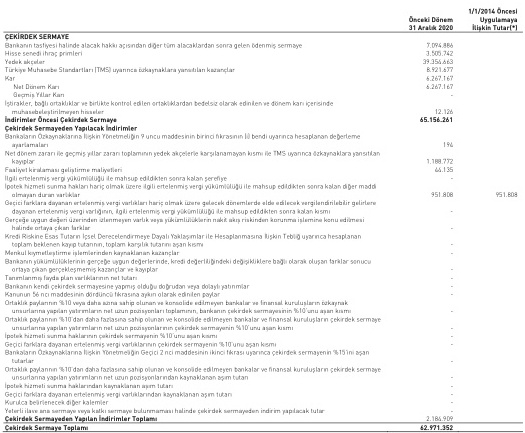 1/1/2014 Öncesi
Önceki Dönem Uygulamaya
31 Aralık 2020 İlişkin Tutar(*)
ÇEKİRDEK SERMAYE
Bankanın tasfiyesi halinde alacak hakkı açısından diğer tüm alacaklardan sonra gelen ödenmiş sermaye 7.094.886
Hisse senedi ihraç primleri 3.505.742
Yedek akçeler 39.354.663
Türkiye Muhasebe Standartları (TMS) uyarınca özkaynaklara yansıtılan kazançlar 8.921.677
Kar 6.267.167
Net Dönem Karı 6.267.167
Geçmiş Yıllar Karı -
İştirakler, bağlı ortaklıklar ve birlikte kontrol edilen ortaklıklardan bedelsiz olarak edinilen ve dönem karı içerisinde
muhasebeleştirilmeyen hisseler 12.126
İndirimler Öncesi Çekirdek Sermaye 65.156.261
Çekirdek Sermayeden Yapılacak İndirimler
Bankaların Özkaynaklarına İlişkin Yönetmeliğin 9 uncu maddesinin birinci fıkrasının (i) bendi uyarınca hesaplanan değerleme
ayarlamaları 194
Net dönem zararı ile geçmiş yıllar zararı toplamının yedek akçelerle karşılanamayan kısmı ile TMS uyarınca özkaynaklara yansıtılan
kayıplar 1.188.772
Faaliyet kiralaması geliştirme maliyetleri 44.135
İlgili ertelenmiş vergi yükümlülüğü ile mahsup edildikten sonra kalan şerefiye -
İpotek hizmeti sunma hakları hariç olmak üzere ilgili ertelenmiş vergi yükümlülüğü ile mahsup edildikten sonra kalan diğer maddi
olmayan duran varlıklar 951.808 951.808
Geçici farklara dayanan ertelenmiş vergi varlıkları hariç olmak üzere gelecek dönemlerde elde edilecek vergilendirilebilir gelirlere
dayanan ertelenmiş vergi varlığının, ilgili ertelenmiş vergi yükümlülüğü ile mahsup edildikten sonra kalan kısmı -
Gerçeğe uygun değeri üzerinden izlenmeyen varlık veya yükümlülüklerin nakit akış riskinden korunma işlemine konu edilmesi
halinde ortaya çıkan farklar -
Kredi Riskine Esas Tutarın İçsel Derecelendirmeye Dayalı Yaklaşımlar ile Hesaplanmasına İlişkin Tebliğ uyarınca hesaplanan
toplam beklenen kayıp tutarının, toplam karşılık tutarını aşan kısmı -
Menkul kıymetleştirme işlemlerinden kaynaklanan kazançlar -
Bankanın yükümlülüklerinin gerçeğe uygun değerlerinde, kredi değerliliğindeki değişikliklere bağlı olarak oluşan farklar sonucu
ortaya çıkan gerçekleşmemiş kazançlar ve kayıplar -
Tanımlanmış fayda plan varlıklarının net tutarı -
Bankanın kendi çekirdek sermayesine yapmış olduğu doğrudan veya dolaylı yatırımlar -
Kanunun 56 ncı maddesinin dördüncü fıkrasına aykırı olarak edinilen paylar -
Ortaklık paylarının %10 veya daha azına sahip olunan ve konsolide edilmeyen bankalar ve finansal kuruluşların özkaynak
unsurlarına yapılan yatırımların net uzun pozisyonları toplamının, bankanın çekirdek sermayesinin %10'unu aşan kısmı -
Ortaklık paylarının %10'dan daha fazlasına sahip olunan ve konsolide edilmeyen bankalar ve finansal kuruluşların çekirdek sermaye
unsurlarına yapılan yatırımların net uzun pozisyonlarının çekirdek sermayenin %10'unu aşan kısmı -
İpotek hizmeti sunma haklarının çekirdek sermayenin %10'unu aşan kısmı -
Geçici farklara dayanan ertelenmiş vergi varlıklarının çekirdek sermayenin %10'unu aşan kısmı -
Bankaların Özkaynaklarına İlişkin Yönetmeliğin Geçici 2 nci maddesinin ikinci fıkrası uyarınca çekirdek sermayenin %15'ini aşan
tutarlar -
Ortaklık paylarının %10'dan daha fazlasına sahip olunan ve konsolide edilmeyen bankalar ve finansal kuruluşların çekirdek sermaye
unsurlarına yapılan yatırımların net uzun pozisyonlarından kaynaklanan aşım tutarı -
İpotek hizmeti sunma haklarından kaynaklanan aşım tutarı -
Geçici farklara dayanan ertelenmiş vergi varlıklarından kaynaklanan aşım tutarı -
Kurulca belirlenecek diğer kalemler -
Yeterli ilave ana sermaye veya katkı sermaye bulunmaması halinde çekirdek sermayeden indirim yapılacak tutar -
Çekirdek Sermayeden Yapılan İndirimler Toplamı 2.184.909
Çekirdek Sermaye Toplamı 62.971.352